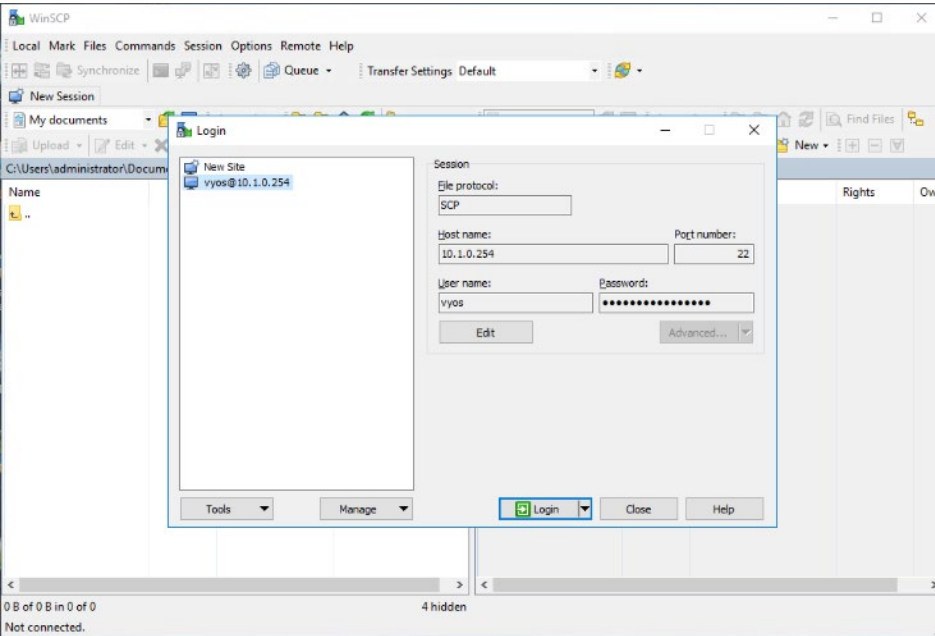 WinSCP
Local Mark Files Commands Session Options Remote Help
Synchronize Queue Transfer Settings Default
New Session
My documents Find Files
Upload Edit New
C:\Users\administrator\Docum
Name Rights Ow
..
Login
New Site
vyos@10.1.0.254
Session
File protocol:
SCP
Host name: Port number:
10.1.0.254 22
User name: Password:
vyos ••••••••••••••••
Edit Advanced...
Tools Manage Login Close Help
0 B of 0 B in 0 of 0 4 hidden
Not connected.